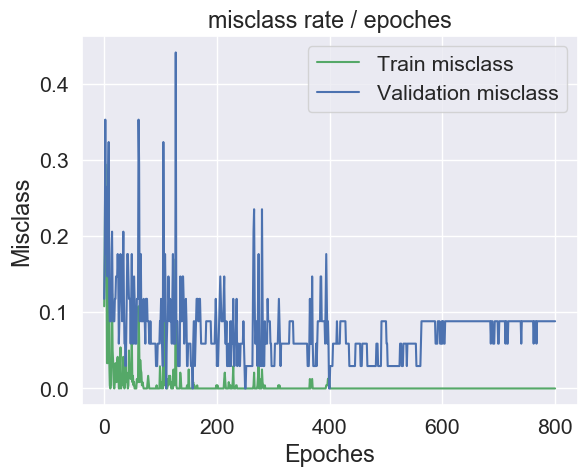 misclass rate / epoches
Train misclass
Validation misclass
0.4
0.3
0.2
0.1
0.0
Misclass
0 200 400 600 800
Epoches